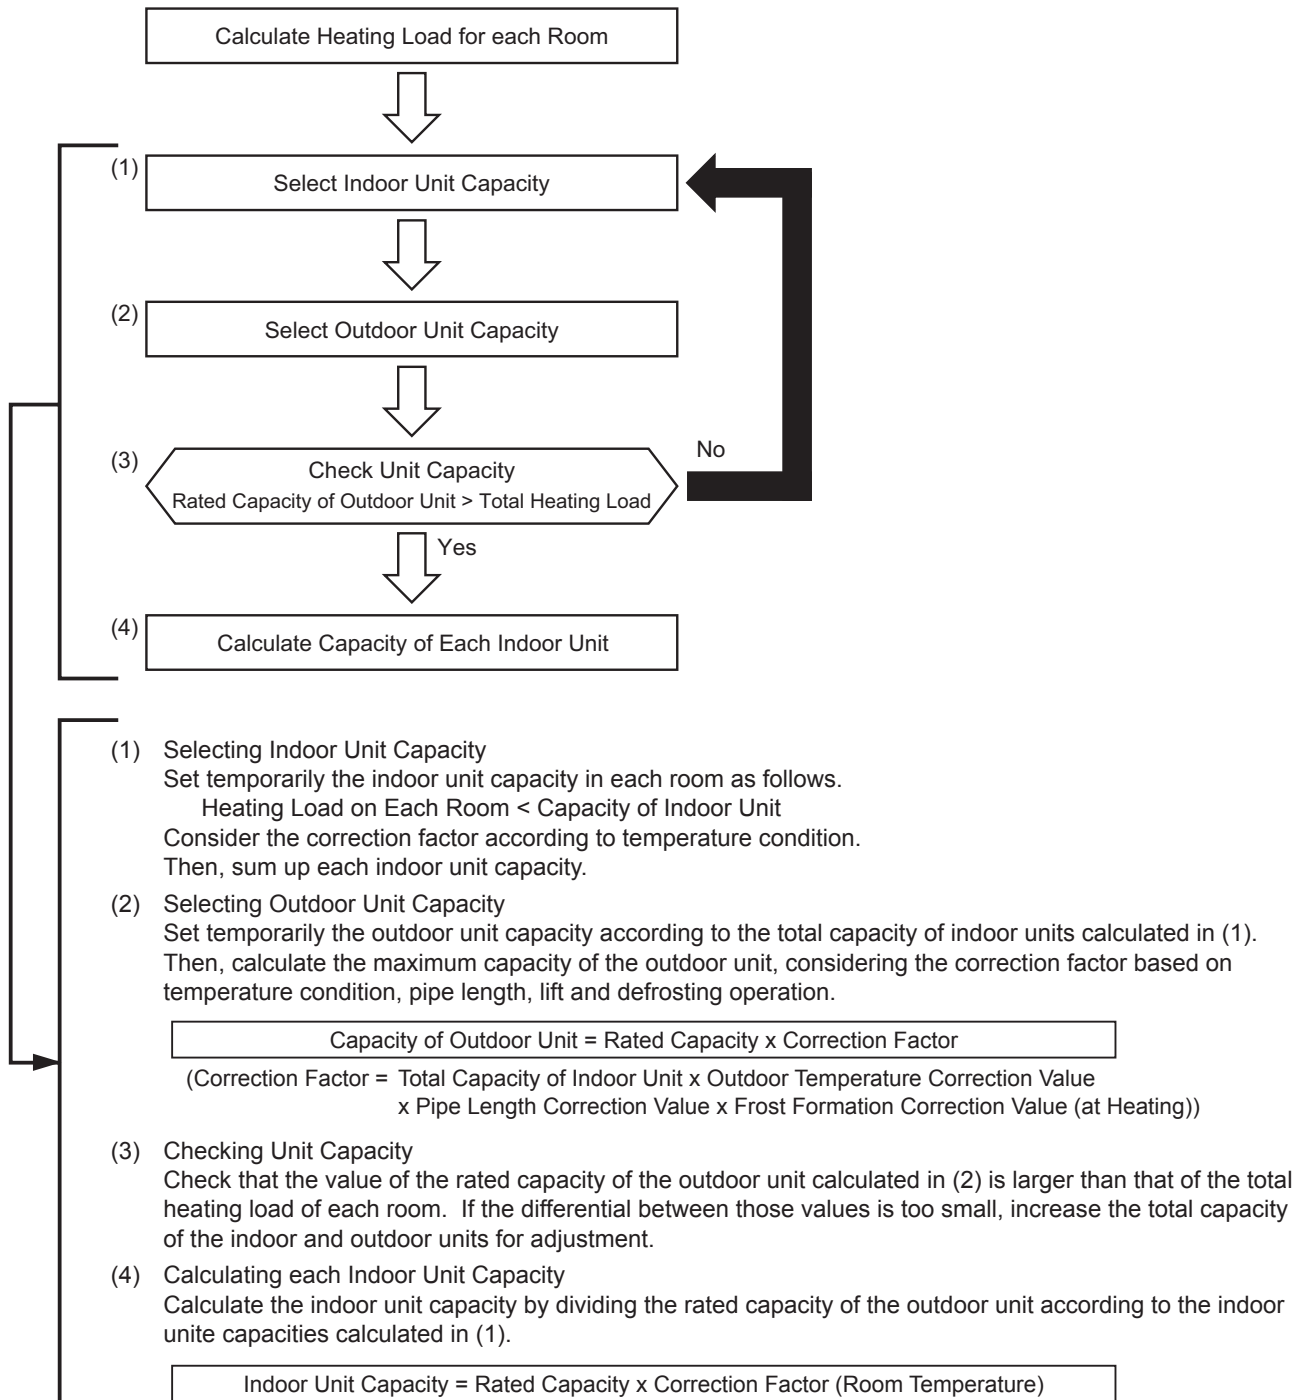 Calculate Heating Load for each Room
(1)
Select Indoor Unit Capacity
(2)
Select Outdoor Unit Capacity
(3)
Check Unit Capacity
Rated Capacity of Outdoor Unit > Total Heating Load
No
Yes
(4)
Calculate Capacity of Each Indoor Unit
(1) Selecting Indoor Unit Capacity
Set temporarily the indoor unit capacity in each room as follows.
Heating Load on Each Room < Capacity of Indoor Unit
Consider the correction factor according to temperature condition.
Then, sum up each indoor unit capacity.
(2) Selecting Outdoor Unit Capacity
Set temporarily the outdoor unit capacity according to the total capacity of indoor units calculated in (1).
Then, calculate the maximum capacity of the outdoor unit, considering the correction factor based on
temperature condition, pipe length, lift and defrosting operation.
Capacity of Outdoor Unit = Rated Capacity x Correction Factor
(Correction Factor = Total Capacity of Indoor Unit x Outdoor Temperature Correction Value
x Pipe Length Correction Value x Frost Formation Correction Value (at Heating))
(3) Checking Unit Capacity
Check that the value of the rated capacity of the outdoor unit calculated in (2) is larger than that of the total
heating load of each room. If the differential between those values is too small, increase the total capacity
of the indoor and outdoor units for adjustment.
(4) Calculating each Indoor Unit Capacity
Calculate the indoor unit capacity by dividing the rated capacity of the outdoor unit according to the indoor
unite capacities calculated in (1).
Indoor Unit Capacity = Rated Capacity x Correction Factor (Room Temperature)